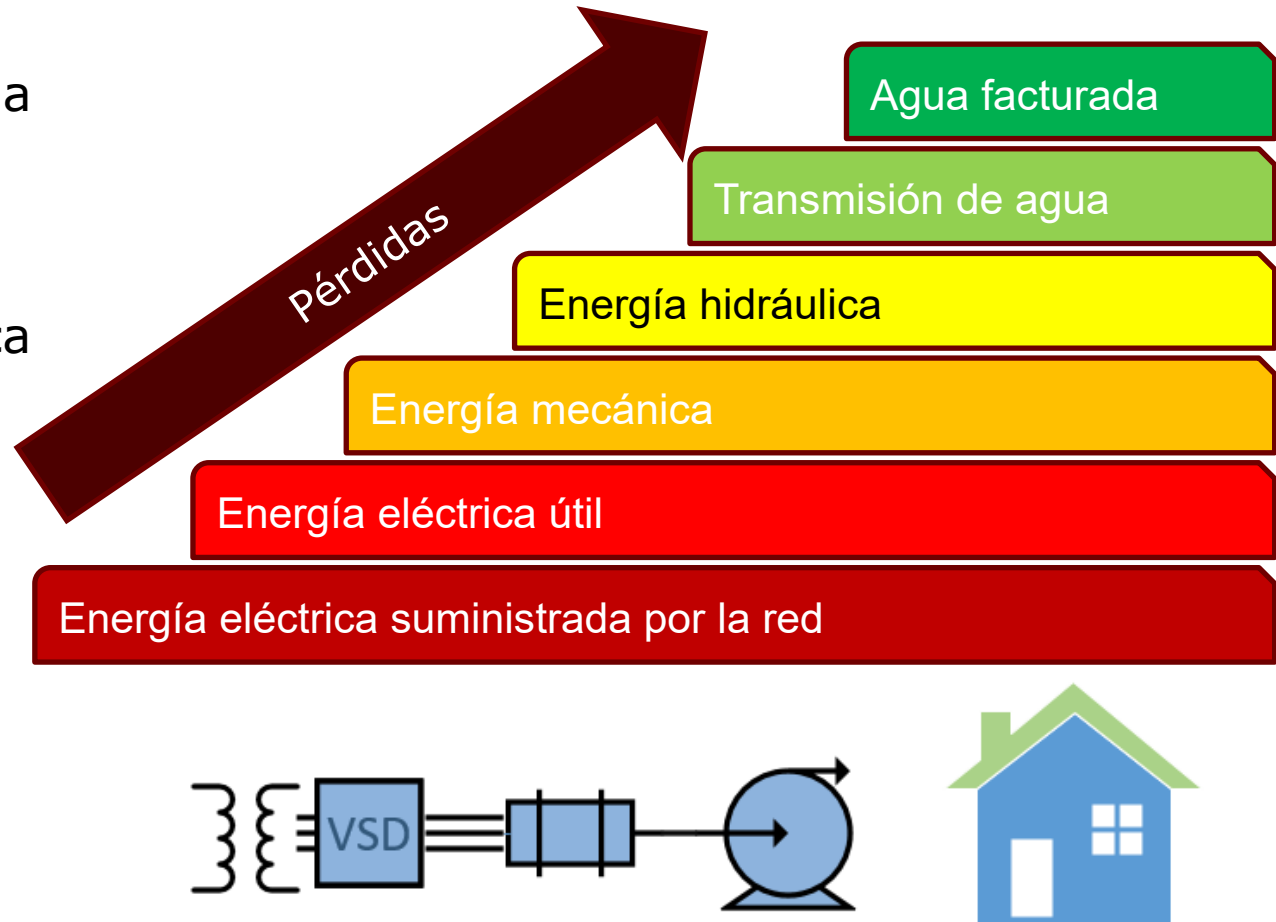 a
Agua facturada
Transmisión de agua
Pérdidas
Energía hidráulica
Energía mecánica
Energía eléctrica útil
Energía eléctrica suministrada por la red
VSD